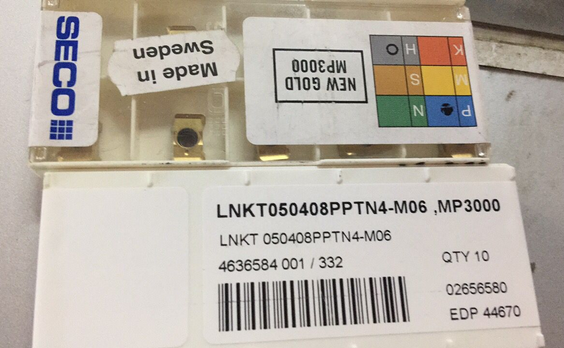 SECO
Made in
Sweden
NEW GOLD
MP3000
P
M
K
N
S
H
O
LNKT050408PPTN4-M06 ,MP3000
LNKT 050408PPTN4-M06
4636584 001 / 332
QTY 10
02656580
EDP 44670